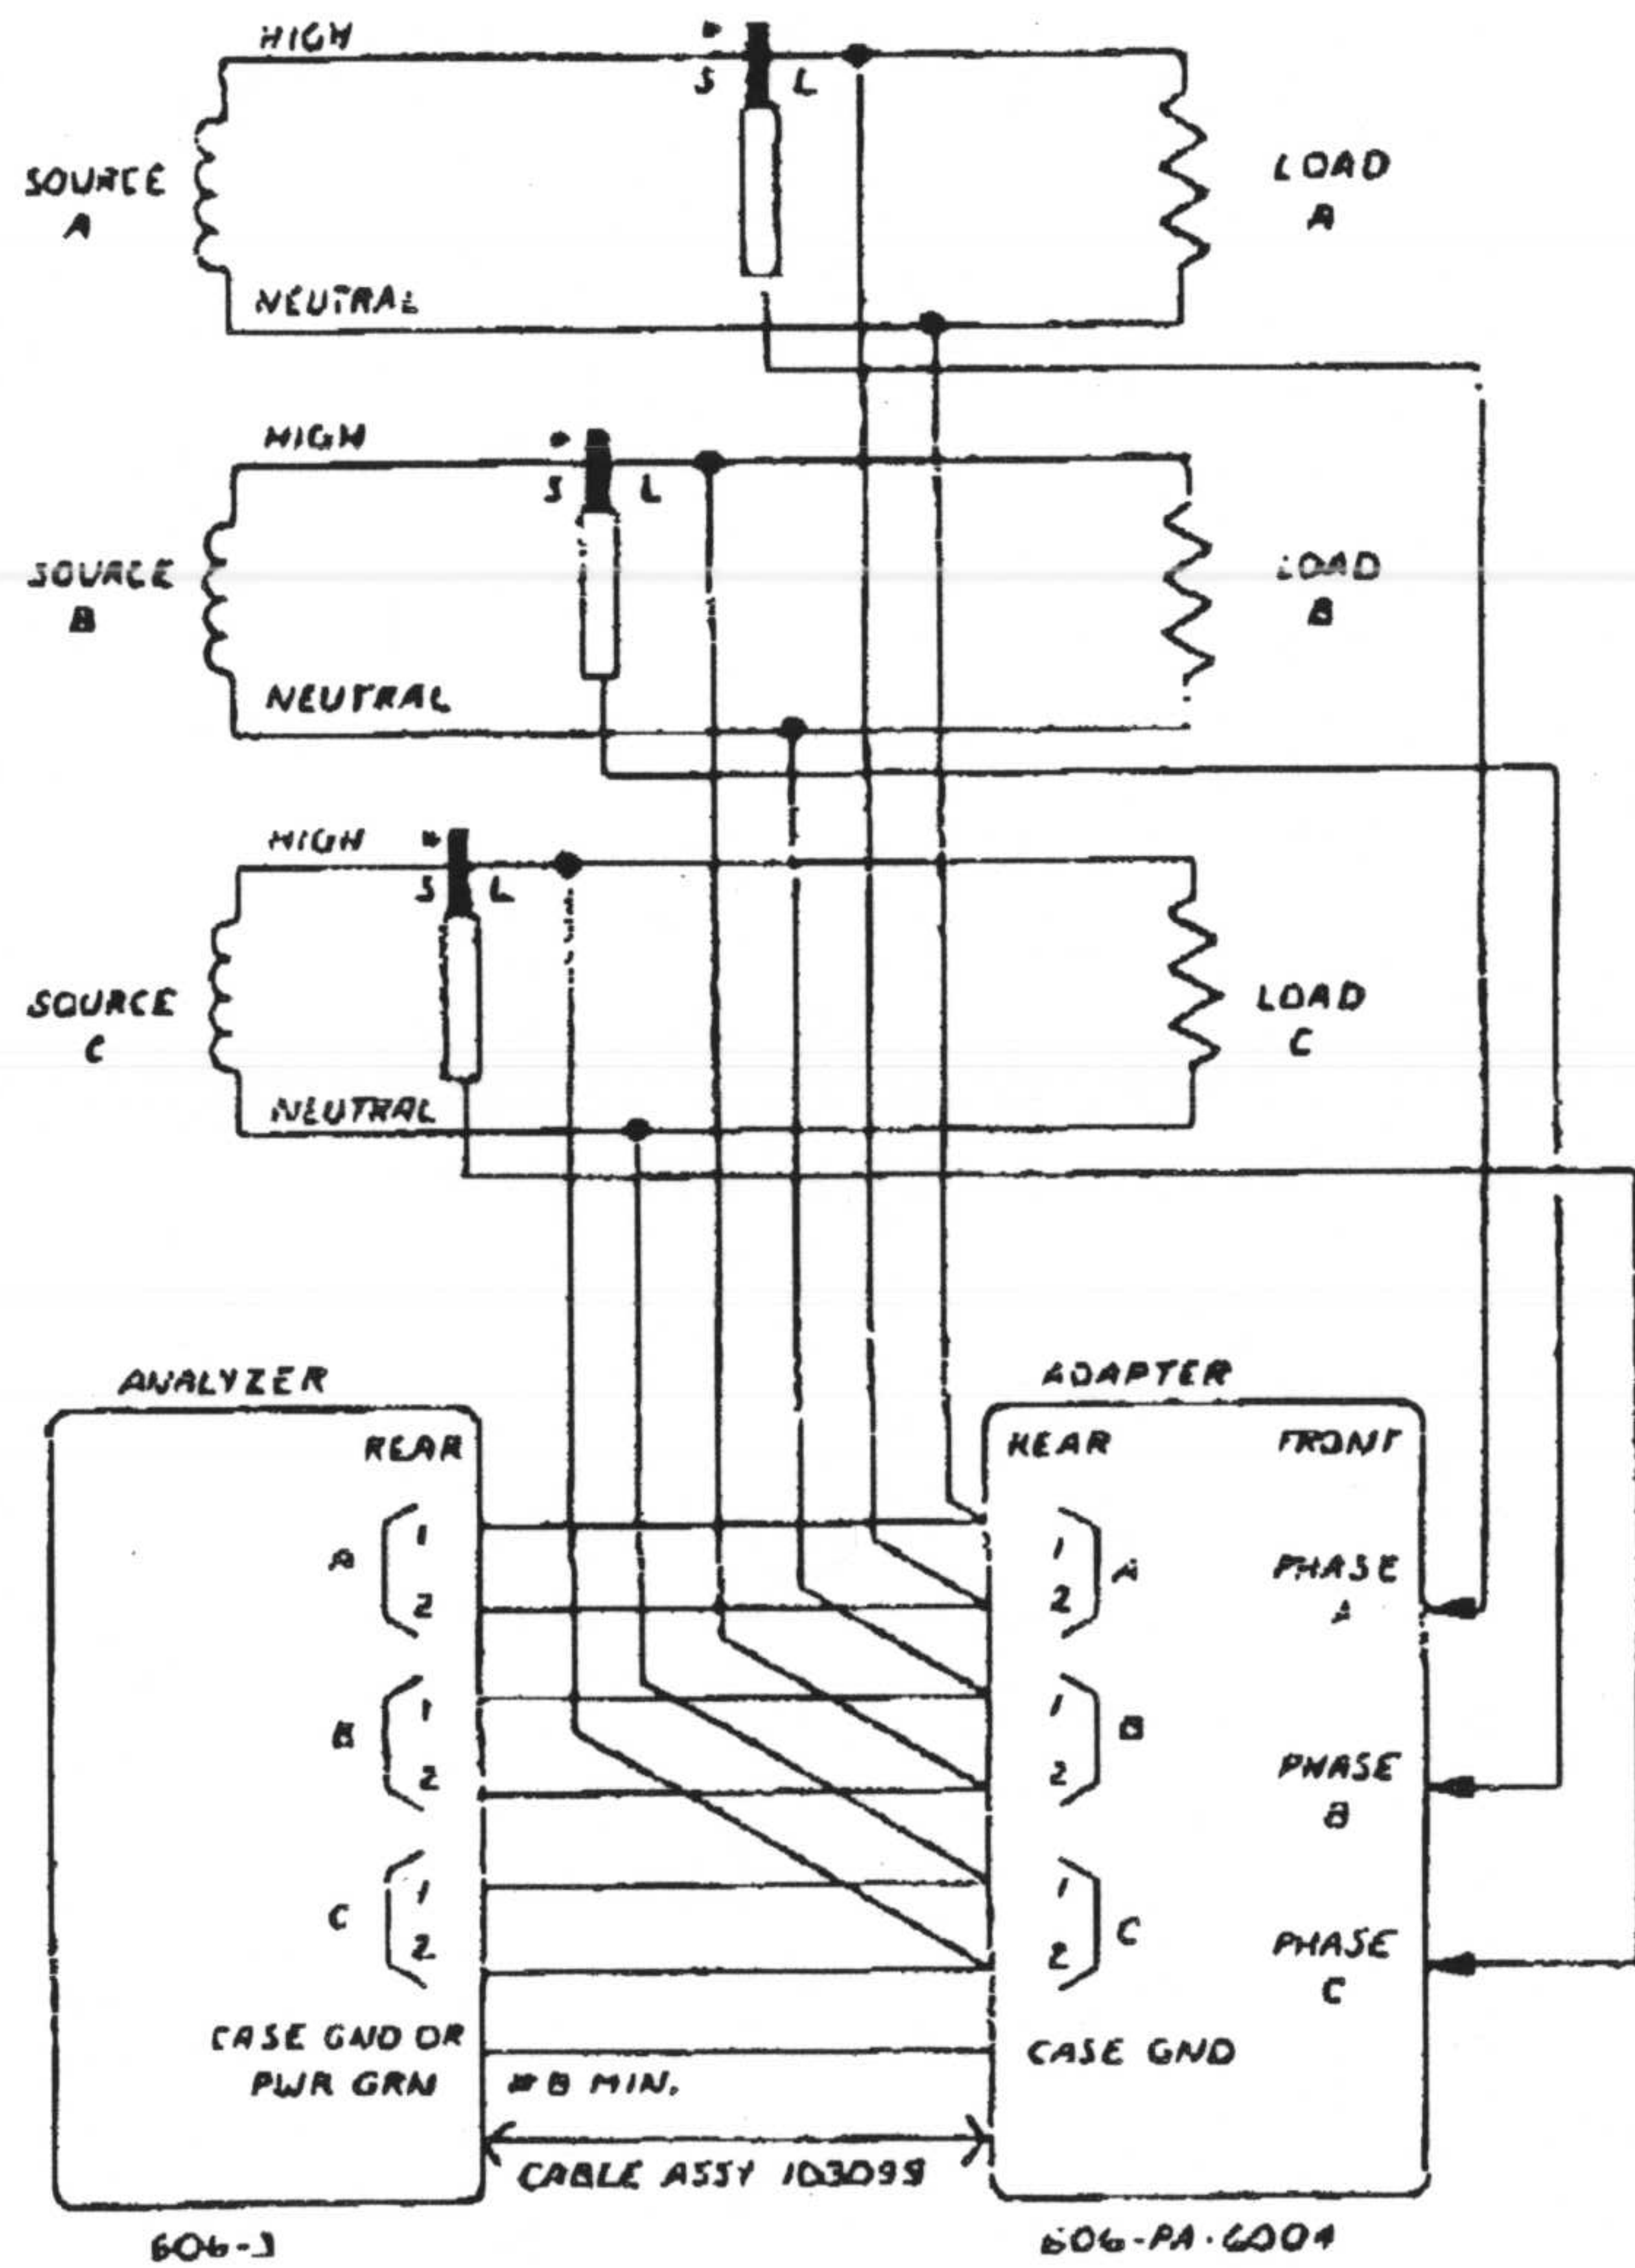 HIGH
S L
SOURCE
A
LOAD
A
NEUTRAL
HIGH
S L
SOURCE
B
LOAD
B
NEUTRAL
HIGH
S L
SOURCE
C
LOAD
C
NEUTRAL
ANALYZER
ADAPTER
REAR
REAR
FRONT
A
1
2
1
2
A
PHASE
A
B
1
2
1
2
B
PHASE
B
C
1
2
1
2
C
PHASE
C
CASE GND OR
PWR GRN
CASE GND
#8 MIN.
CABLE ASSY 103099
606-3
606-PA-600A